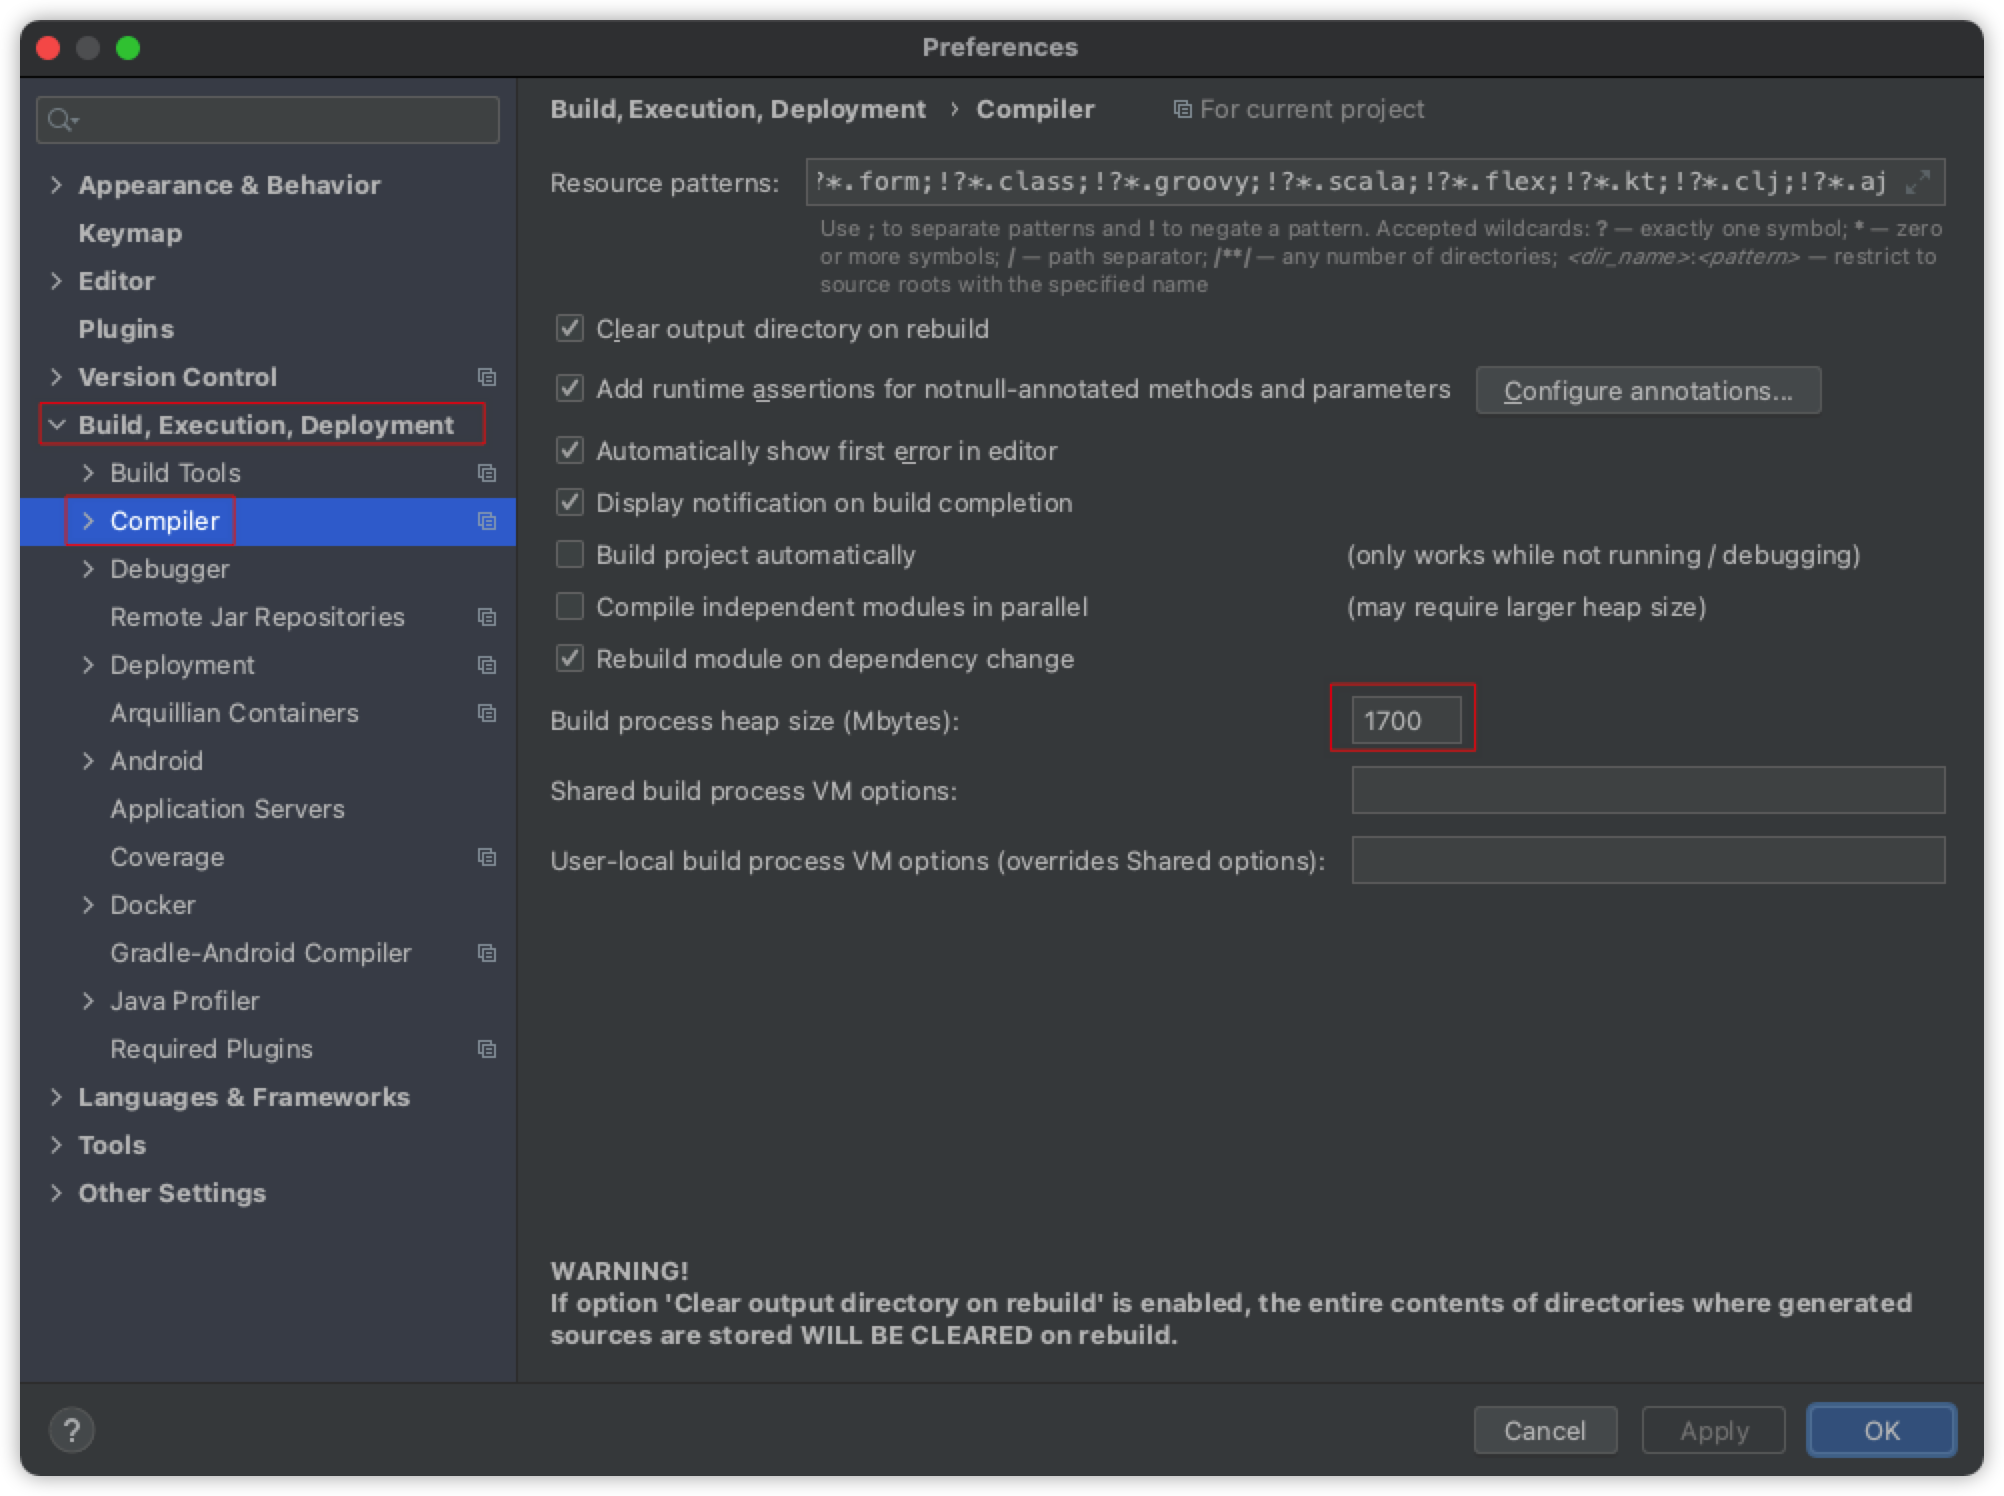 Preferences
Appearance & Behavior
Keymap
Editor
Plugins
Version Control
Build, Execution, Deployment
Build Tools
Compiler
Debugger
Remote Jar Repositories
Deployment
Arquillian Containers
Android
Application Servers
Coverage
Docker
Gradle-Android Compiler
Java Profiler
Required Plugins
Languages & Frameworks
Tools
Other Settings
Build, Execution, Deployment › Compiler For current project
Resource patterns: ?*.form;!?*.class;!?*.groovy;!?*.scala;!?*.flex;!?*.kt;!?*.clj;!?*.aj
Use ; to separate patterns and ! to negate a pattern. Accepted wildcards: ? — exactly one symbol; * — zero
or more symbols; / — path separator; /**/ — any number of directories; <dir_name>:<pattern> — restrict to
source roots with the specified name
Clear output directory on rebuild
Add runtime assertions for notnull-annotated methods and parameters Configure annotations...
Automatically show first error in editor
Display notification on build completion
Build project automatically (only works while not running / debugging)
Compile independent modules in parallel (may require larger heap size)
Rebuild module on dependency change
Build process heap size (Mbytes): 1700
Shared build process VM options:
User-local build process VM options (overrides Shared options):
WARNING!
If option 'Clear output directory on rebuild' is enabled, the entire contents of directories where generated
sources are stored WILL BE CLEARED on rebuild.
? Cancel Apply OK